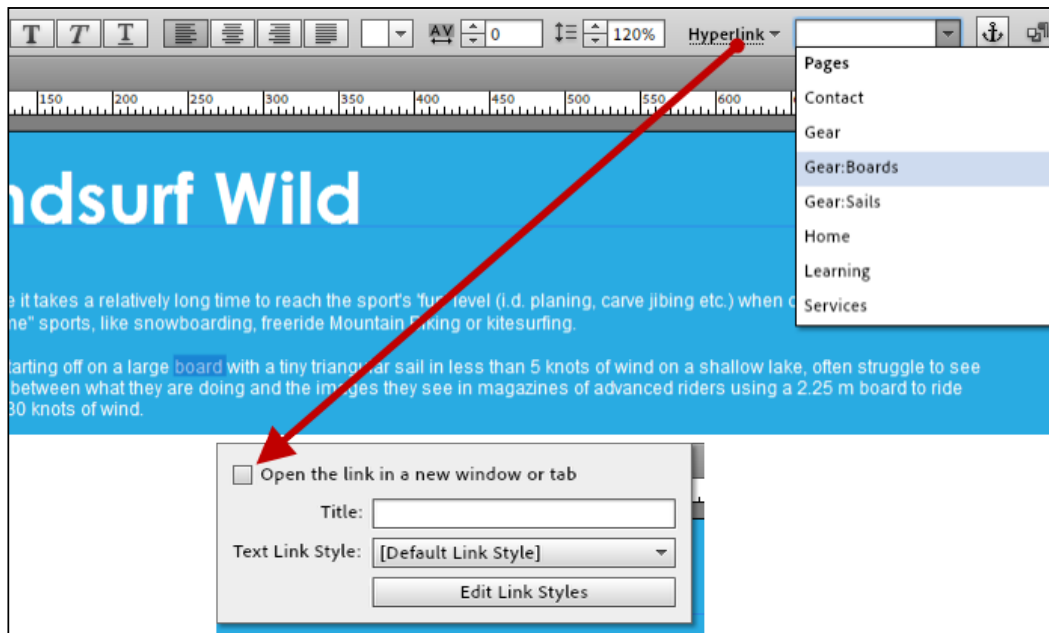 T T T AV 0 120% Hyperlink
Pages
150 200 250 300 350 400 450 500 550 600
Contact
Gear
Gear:Boards
Gear:Sails
Home
Learning
Services
ndsurf Wild
e it takes a relatively long time to reach the sport's 'fun' level (i.d. planing, carve jibing etc.) when
me" sports, like snowboarding, freeride Mountain Biking or kitesurfing.
tarting off on a large board with a tiny triangular sail in less than 5 knots of wind on a shallow lake, often struggle to see
between what they are doing and the images they see in magazines of advanced riders using a 2.25 m board to ride
30 knots of wind.
Open the link in a new window or tab
Title:
Text Link Style: [Default Link Style]
Edit Link Styles